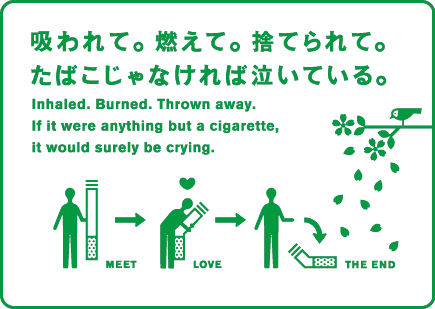 吸われて。燃えて。捨てられて。
たばこじゃなければ泣いている。
Inhaled. Burned. Thrown away.
If it were anything but a cigarette,
it would surely be crying.
MEET
LOVE
THE END